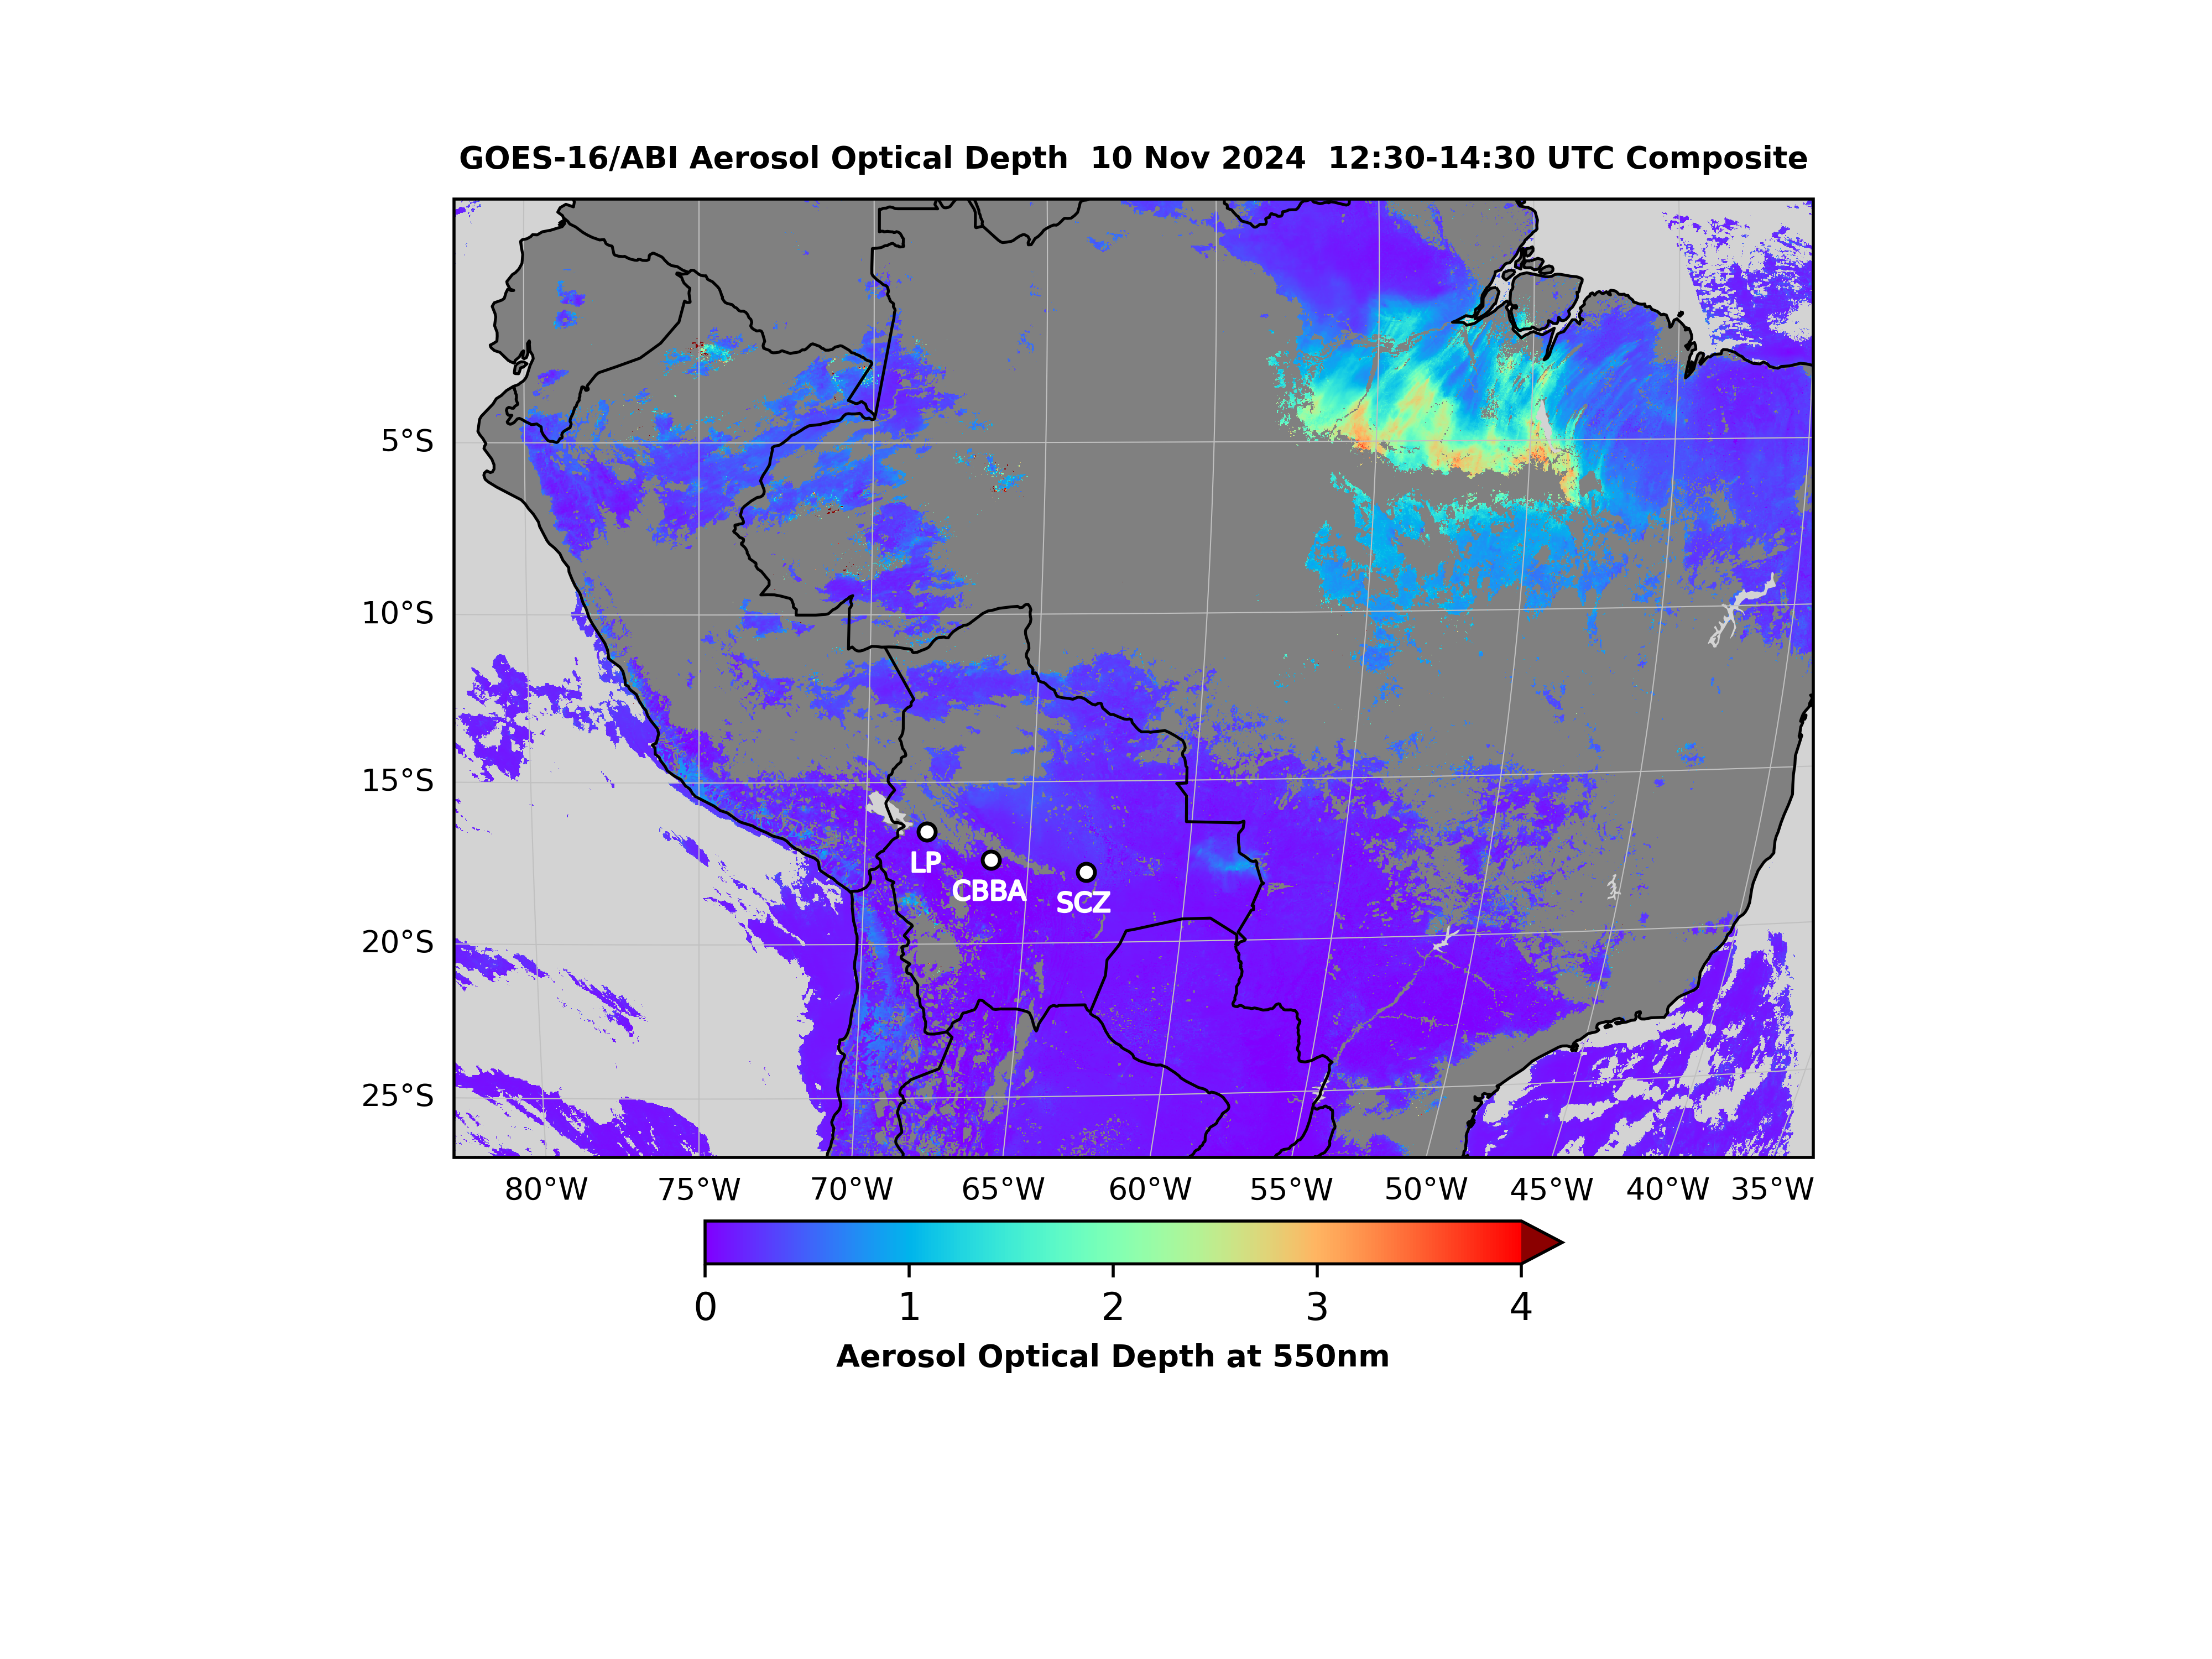 GOES-16/ABI Aerosol Optical Depth  10 Nov 2024  12:30-14:30 UTC Composite
5°S
10°S
15°S
LP
CBBA
SCZ
20°S
25°S
80°W 75°W 70°W 65°W 60°W 55°W 50°W 45°W 40°W 35°W
0 1 2 3 4
Aerosol Optical Depth at 550nm